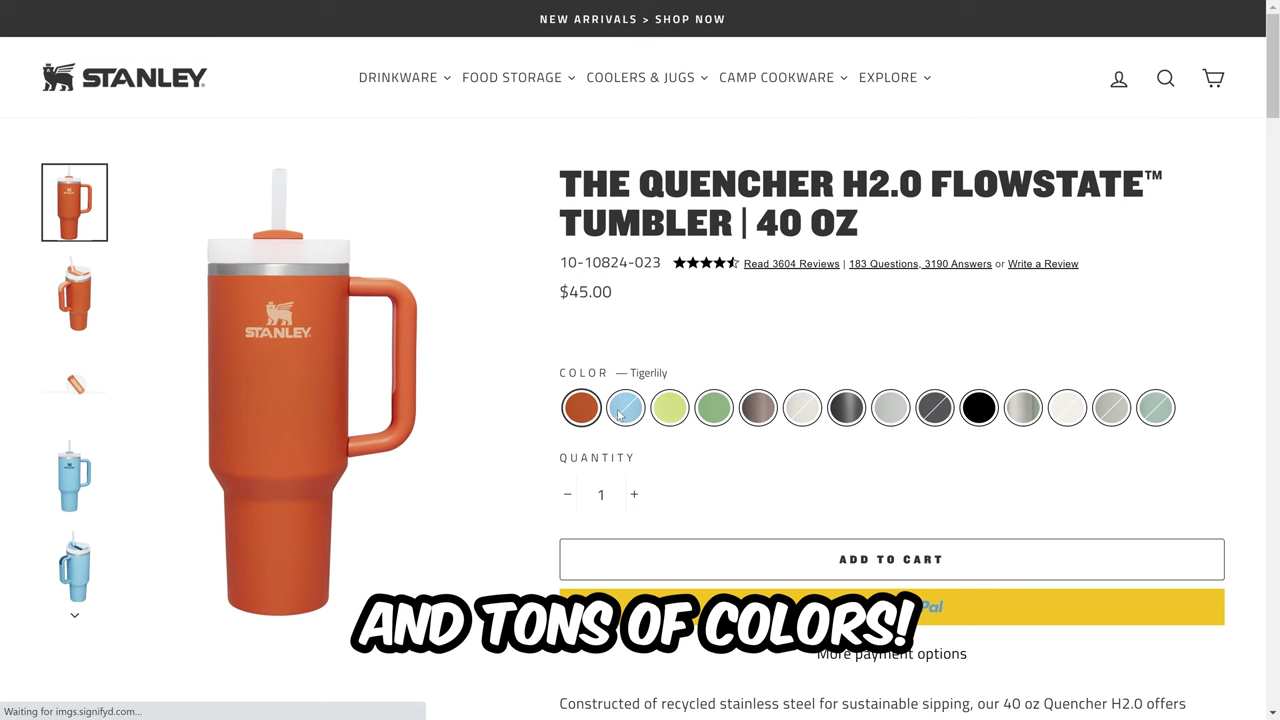 NEW ARRIVALS > SHOP NOW
STANLEY
DRINKWARE FOOD STORAGE COOLERS & JUGS CAMP COOKWARE EXPLORE
THE QUENCHER H2.0 FLOWSTATE™
TUMBLER | 40 OZ
10-10824-023 Read 3604 Reviews | 183 Questions, 3190 Answers or Write a Review
$45.00
STANLEY
COLOR — Tigerlily
QUANTITY
− 1 +
ADD TO CART
Pal
AND TONS OF COLORS!
More payment options
Constructed of recycled stainless steel for sustainable sipping, our 40 oz Quencher H2.0 offers
Waiting for imgs.signifyd.com...